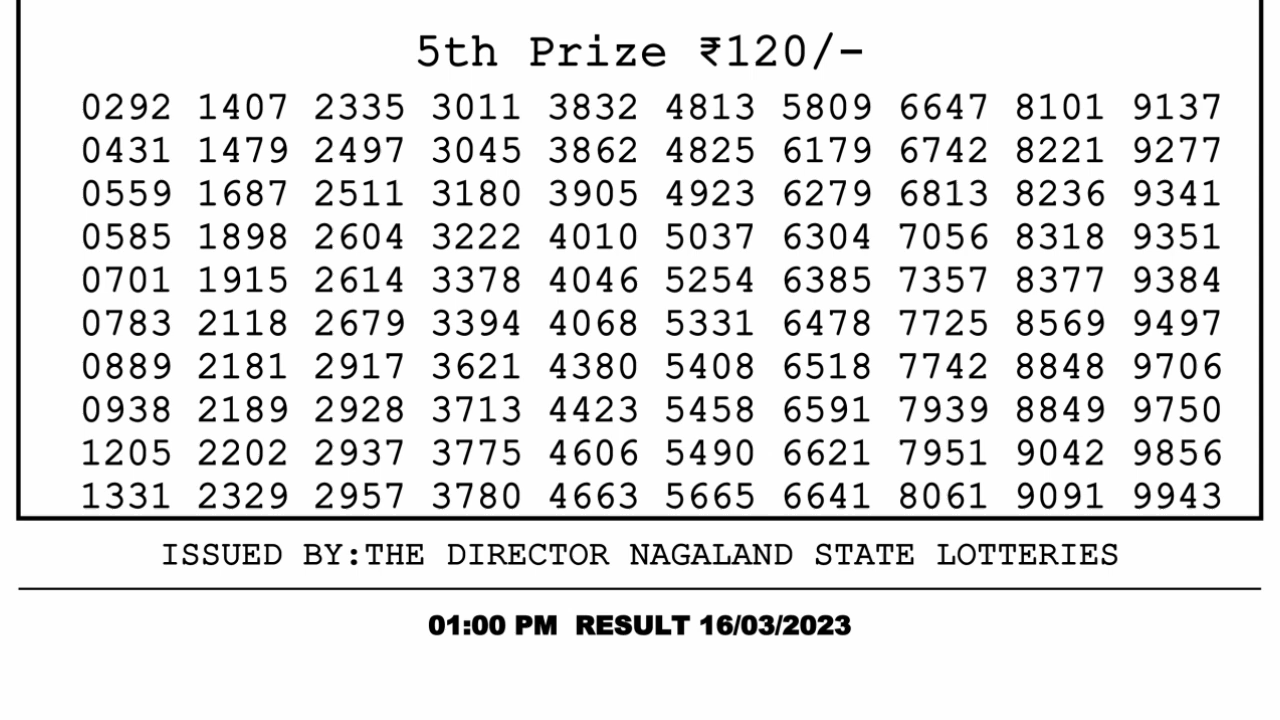 5th Prize ₹120/-
0292 1407 2335 3011 3832 4813 5809 6647 8101 9137
0431 1479 2497 3045 3862 4825 6179 6742 8221 9277
0559 1687 2511 3180 3905 4923 6279 6813 8236 9341
0585 1898 2604 3222 4010 5037 6304 7056 8318 9351
0701 1915 2614 3378 4046 5254 6385 7357 8377 9384
0783 2118 2679 3394 4068 5331 6478 7725 8569 9497
0889 2181 2917 3621 4380 5408 6518 7742 8848 9706
0938 2189 2928 3713 4423 5458 6591 7939 8849 9750
1205 2202 2937 3775 4606 5490 6621 7951 9042 9856
1331 2329 2957 3780 4663 5665 6641 8061 9091 9943
ISSUED BY:THE DIRECTOR NAGALAND STATE LOTTERIES
01:00 PM RESULT 16/03/2023